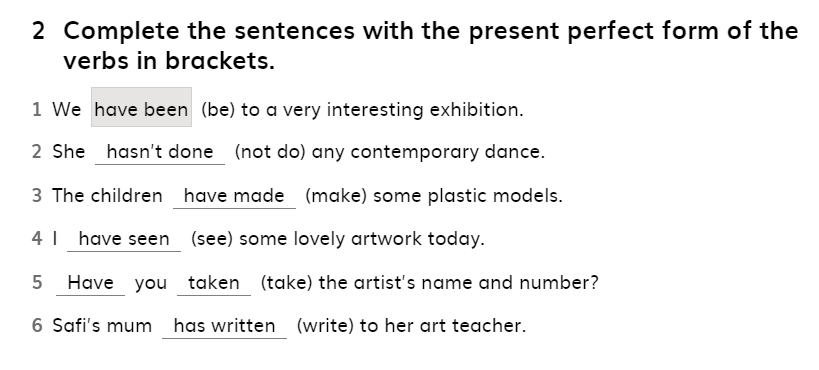 2 Complete the sentences with the present perfect form of the
verbs in brackets.
1 We have been (be) to a very interesting exhibition.
2 She hasn't done (not do) any contemporary dance.
3 The children have made (make) some plastic models.
4 I have seen (see) some lovely artwork today.
5 Have you taken (take) the artist's name and number?
6 Safi's mum has written (write) to her art teacher.